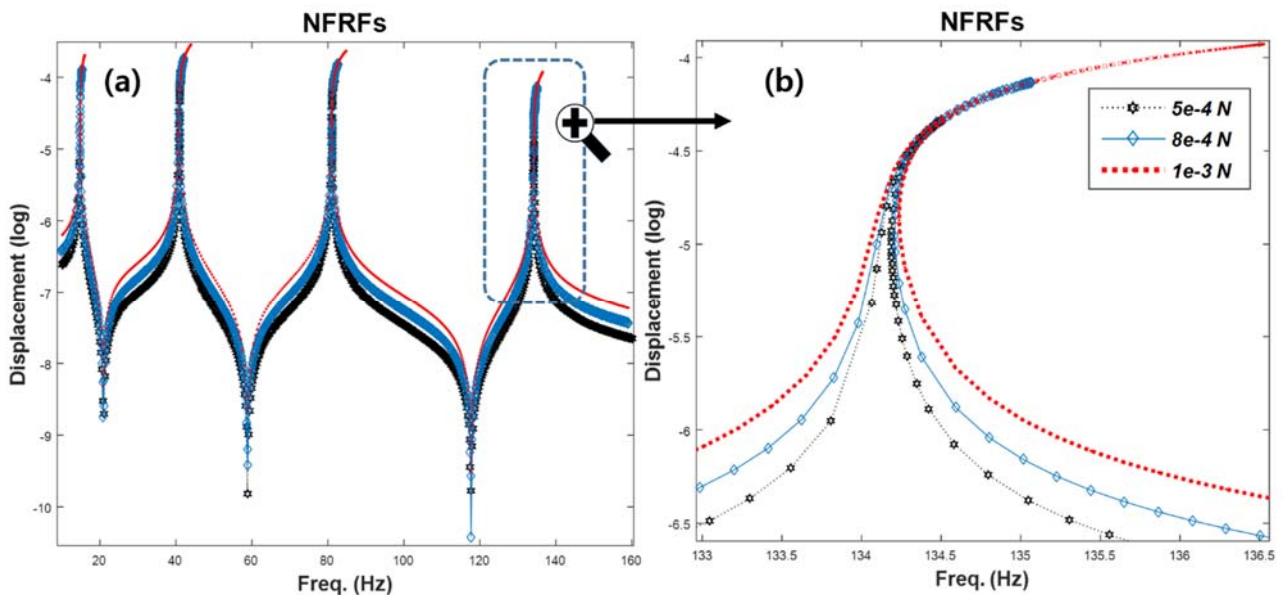 NFRFs
(a)
-4
-5
-6
-7
-8
-9
-10
Displacement (log)
20 40 60 80 100 120 140 160
Freq. (Hz)
NFRFs
(b)
5e-4 N
8e-4 N
1e-3 N
-4
-4.5
-5
-5.5
-6
-6.5
Displacement (log)
133 133.5 134 134.5 135 135.5 136 136.5
Freq. (Hz)